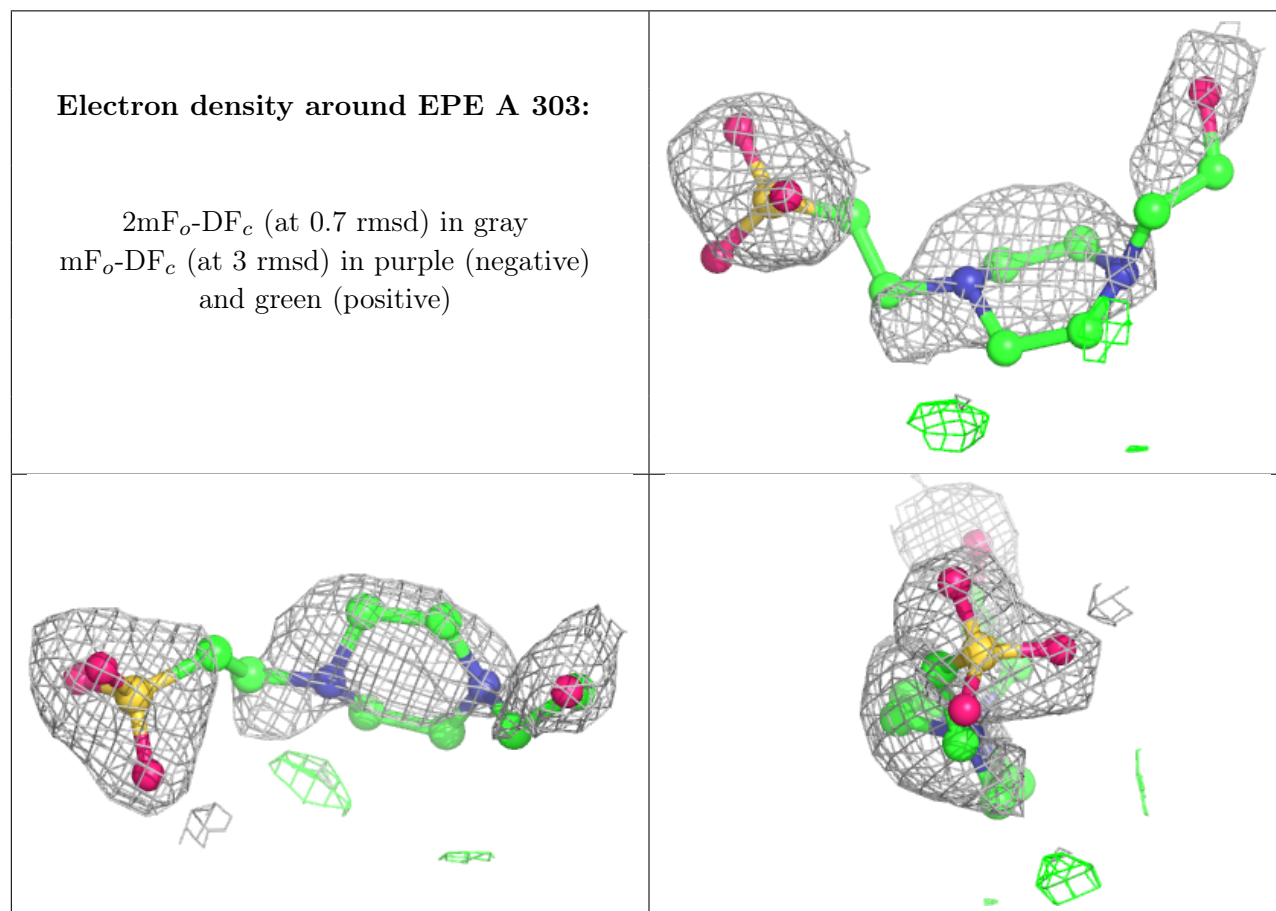 Electron density around EPE A 303:
2mFo-DFc (at 0.7 rmsd) in gray
mFo-DFc (at 3 rmsd) in purple (negative)
and green (positive)